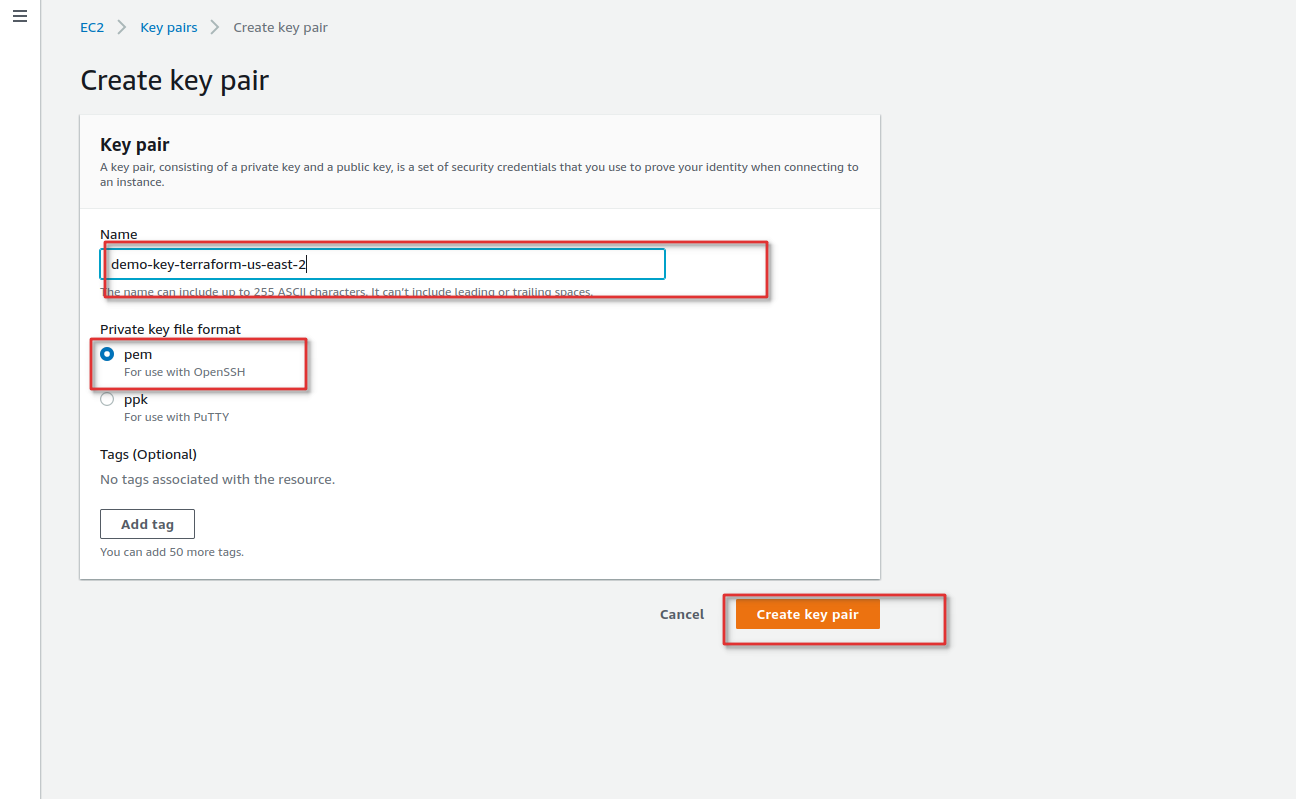 EC2 Key pairs Create key pair
Create key pair
Key pair
A key pair, consisting of a private key and a public key, is a set of security credentials that you use to prove your identity when connecting to
an instance.
Name
demo-key-terraform-us-east-2
The name can include up to 255 ASCII characters. It can't include leading or trailing spaces.
Private key file format
pem
For use with OpenSSH
ppk
For use with PuTTY
Tags (Optional)
No tags associated with the resource.
Add tag
You can add 50 more tags.
Cancel Create key pair